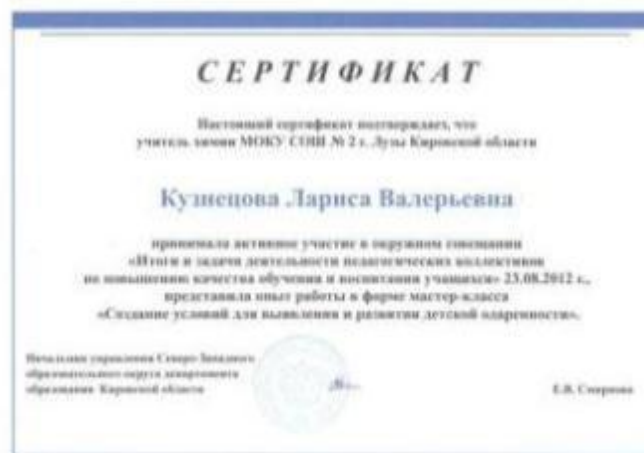 СЕРТИФИКАТ
Настоящий сертификат подтверждает, что
учитель химии МОКУ СОШ № 2 г. Лузы Кировской области
Кузнецова Лариса Валерьевна
принимала активное участие в окружном совещании
«Итоги и задачи деятельности педагогических коллективов
по повышению качества обучения и воспитания учащихся» 23.08.2012 г.,
представила опыт работы в форме мастер-класса
«Создание условий для выявления и развития детской одаренности».
Начальник управления Северо-Западного
образовательного округа департамента
образования Кировской области
Е.В. Смирнова